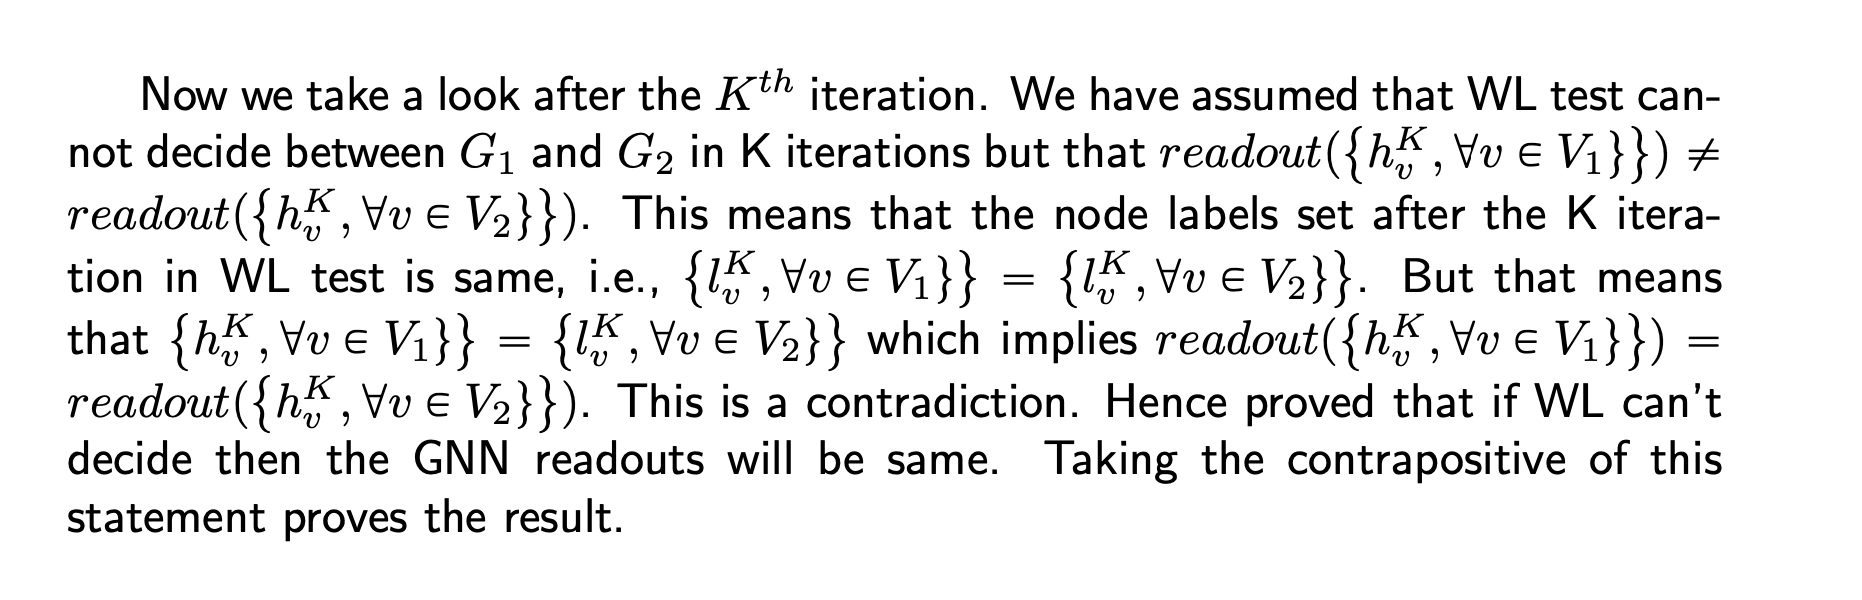 Now we take a look after the $K^{th}$ iteration. We have assumed that WL test can-
not decide between $G_1$ and $G_2$ in K iterations but that $readout(\{h_v^K, \forall v \in V_1\}\}) \neq$
$readout(\{h_v^K, \forall v \in V_2\}\})$. This means that the node labels set after the K itera-
tion in WL test is same, i.e., $\{l_v^K, \forall v \in V_1\}\} = \{l_v^K, \forall v \in V_2\}\}$. But that means
that $\{h_v^K, \forall v \in V_1\}\} = \{l_v^K, \forall v \in V_2\}\}$ which implies $readout(\{h_v^K, \forall v \in V_1\}\}) =$
$readout(\{h_v^K, \forall v \in V_2\}\})$. This is a contradiction. Hence proved that if WL can't
decide then the GNN readouts will be same. Taking the contrapositive of this
statement proves the result.